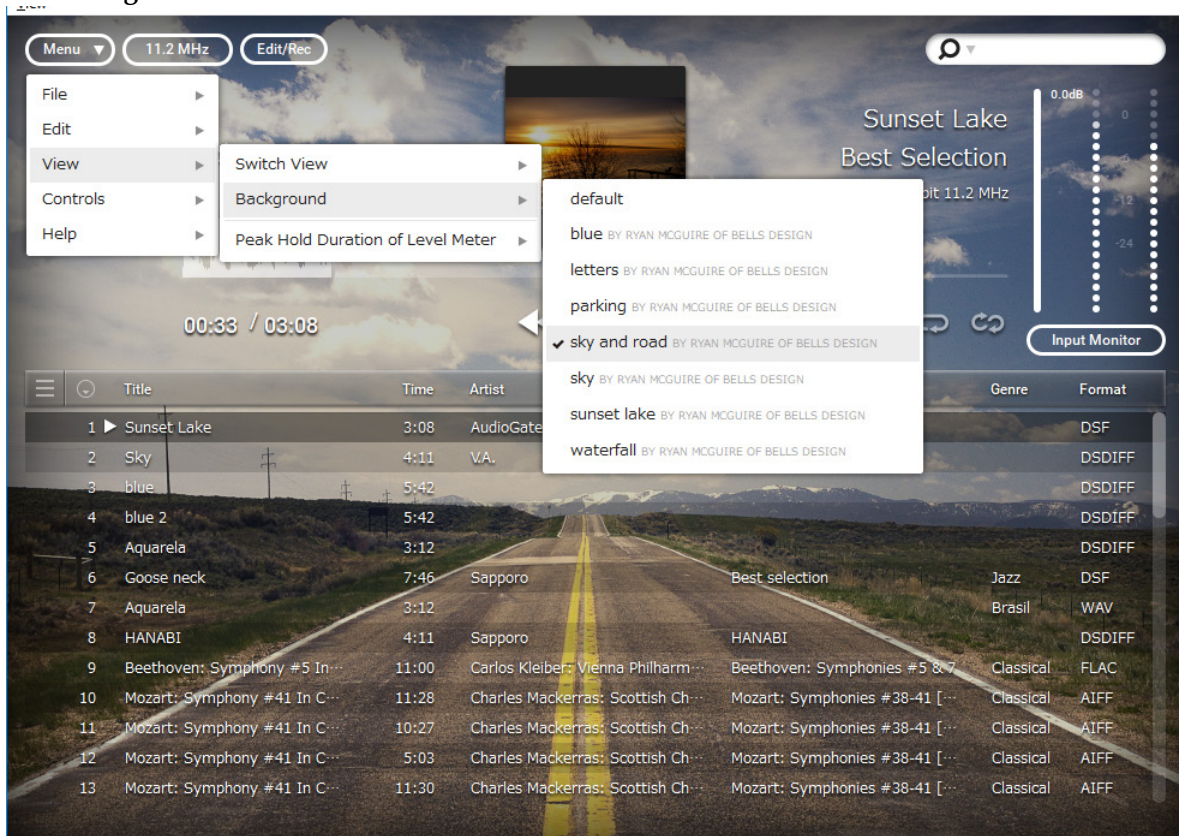 Menu ▼ 11.2 MHz Edit/Rec
File
Edit
View
Controls
Help
Switch View
Background
Peak Hold Duration of Level Meter
default
blue BY RYAN MCGUIRE OF BELLS DESIGN
letters BY RYAN MCGUIRE OF BELLS DESIGN
parking BY RYAN MCGUIRE OF BELLS DESIGN
✔ sky and road BY RYAN MCGUIRE OF BELLS DESIGN
sky BY RYAN MCGUIRE OF BELLS DESIGN
sunset lake BY RYAN MCGUIRE OF BELLS DESIGN
waterfall BY RYAN MCGUIRE OF BELLS DESIGN
Sunset Lake
Best Selection
bit 11.2 MHz
0.0dB
0
-12
-24
00:33 / 03:08
Input Monitor
Title Time Artist Genre Format
1 ▶ Sunset Lake 3:08 AudioGate DSF
2 Sky 4:11 V.A. DSDIFF
3 blue 5:42 DSDIFF
4 blue 2 5:42 DSDIFF
5 Aquarela 3:12 DSDIFF
6 Goose neck 7:46 Sapporo Best selection Jazz DSF
7 Aquarela 3:12 Brasil WAV
8 HANABI 4:11 Sapporo HANABI DSDIFF
9 Beethoven: Symphony #5 In··· 11:00 Carlos Kleiber: Vienna Philharm··· Beethoven: Symphonies #5 & 7 Classical FLAC
10 Mozart: Symphony #41 In C··· 11:28 Charles Mackerras: Scottish Ch··· Mozart: Symphonies #38-41 [··· Classical AIFF
11 Mozart: Symphony #41 In C··· 10:27 Charles Mackerras: Scottish Ch··· Mozart: Symphonies #38-41 [··· Classical AIFF
12 Mozart: Symphony #41 In C··· 5:03 Charles Mackerras: Scottish Ch··· Mozart: Symphonies #38-41 [··· Classical AIFF
13 Mozart: Symphony #41 In C··· 11:30 Charles Mackerras: Scottish Ch··· Mozart: Symphonies #38-41 [··· Classical AIFF